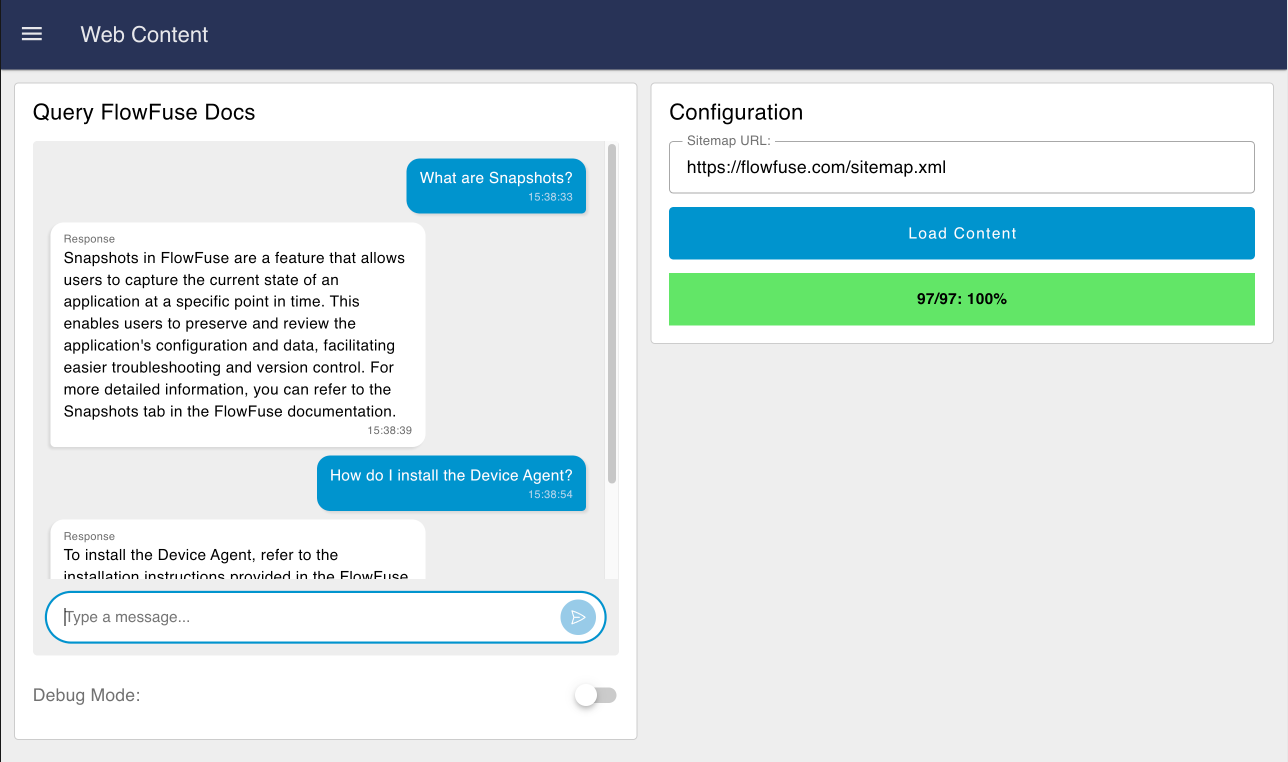 Web Content
Query FlowFuse Docs
What are Snapshots?
15:38:33
Response
Snapshots in FlowFuse are a feature that allows
users to capture the current state of an
application at a specific point in time. This
enables users to preserve and review the
application's configuration and data, facilitating
easier troubleshooting and version control. For
more detailed information, you can refer to the
Snapshots tab in the FlowFuse documentation.
15:38:39
How do I install the Device Agent?
15:38:54
Response
To install the Device Agent, refer to the
installation instructions provided in the FlowFuse
Type a message...
Debug Mode:
Configuration
Sitemap URL:
https://flowfuse.com/sitemap.xml
Load Content
97/97: 100%